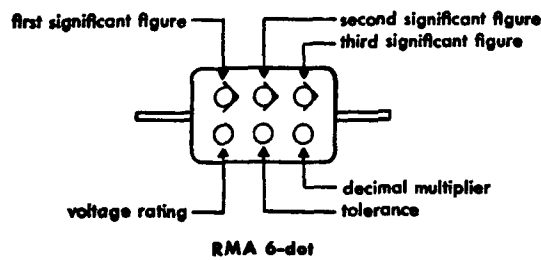 first significant figure
second significant figure
third significant figure
decimal multiplier
voltage rating
tolerance
RMA 6-dot